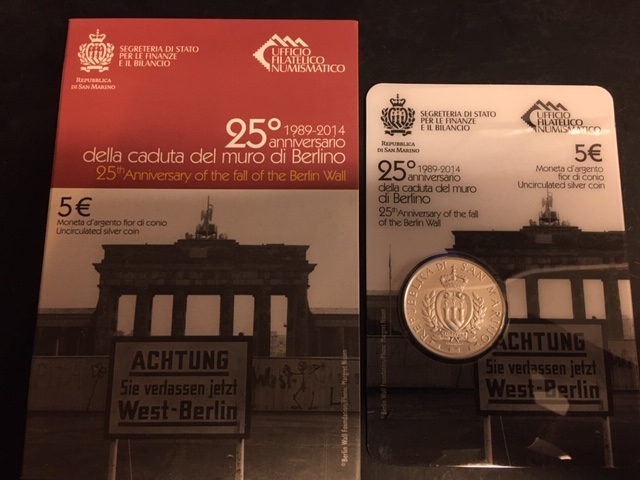 SEGRETERIA DI STATO
PER LE FINANZE
E IL BILANCIO
REPUBBLICA
DI SAN MARINO
UFFICIO
FILATELICO
NUMISMATICO
25° 1989-2014
anniversario
della caduta del muro di Berlino
25th Anniversary of the fall of the Berlin Wall
5€
Moneta d'argento fior di conio
Uncirculated silver coin
ACHTUNG
Sie verlassen jetzt
West-Berlin
SEGRETERIA DI STATO
PER LE FINANZE
E IL BILANCIO
REPUBBLICA
DI SAN MARINO
UFFICIO
FILATELICO
NUMISMATICO
25° 1989-2014
anniversario
della caduta del muro
di Berlino
25th Anniversary of the fall
of the Berlin Wall
5€
Moneta d'argento
fior di conio
Uncirculated silver coin
REPUBBLICA DI SAN MARINO
ACHTUNG
Sie verlassen jetzt
West-Berlin